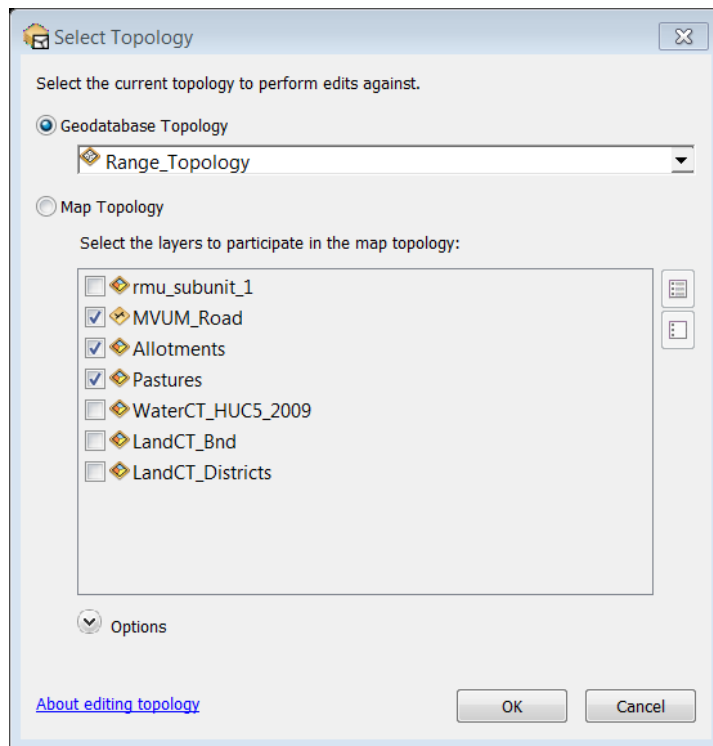 Select Topology
Select the current topology to perform edits against.
Geodatabase Topology
Range_Topology
Map Topology
Select the layers to participate in the map topology:
rmu_subunit_1
MVUM_Road
Allotments
Pastures
WaterCT_HUC5_2009
LandCT_Bnd
LandCT_Districts
Options
About editing topology
OK
Cancel